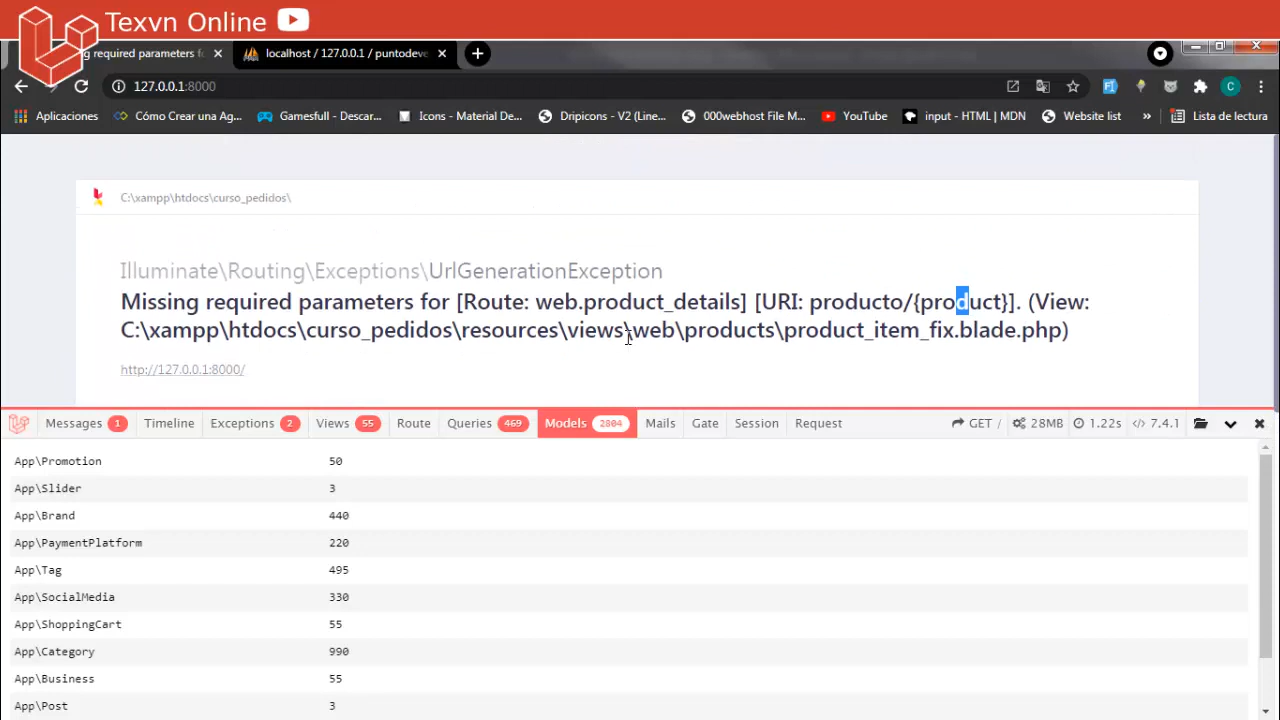 Texvn Online
g required parameters f
localhost / 127.0.0.1 / puntodeve
127.0.0.1:8000
C
Aplicaciones
Cómo Crear una Ag...
Gamesfull - Descar...
Icons - Material De...
Dripicons - V2 (Line...
000webhost File M...
YouTube
input - HTML | MDN
Website list
»
Lista de lectura
C:\xampp\htdocs\curso_pedidos\
Illuminate\Routing\Exceptions\UrlGenerationException
Missing required parameters for [Route: web.product_details] [URI: producto/{product}]. (View:
C:\xampp\htdocs\curso_pedidos\resources\views\web\products\product_item_fix.blade.php)
http://127.0.0.1:8000/
Messages 1 Timeline Exceptions 2 Views 55 Route Queries 469 Models 2804 Mails Gate Session Request GET / 28MB 1.22s 7.4.1
App\Promotion 50
App\Slider 3
App\Brand 440
App\PaymentPlatform 220
App\Tag 495
App\SocialMedia 330
App\ShoppingCart 55
App\Category 990
App\Business 55
App\Post 3